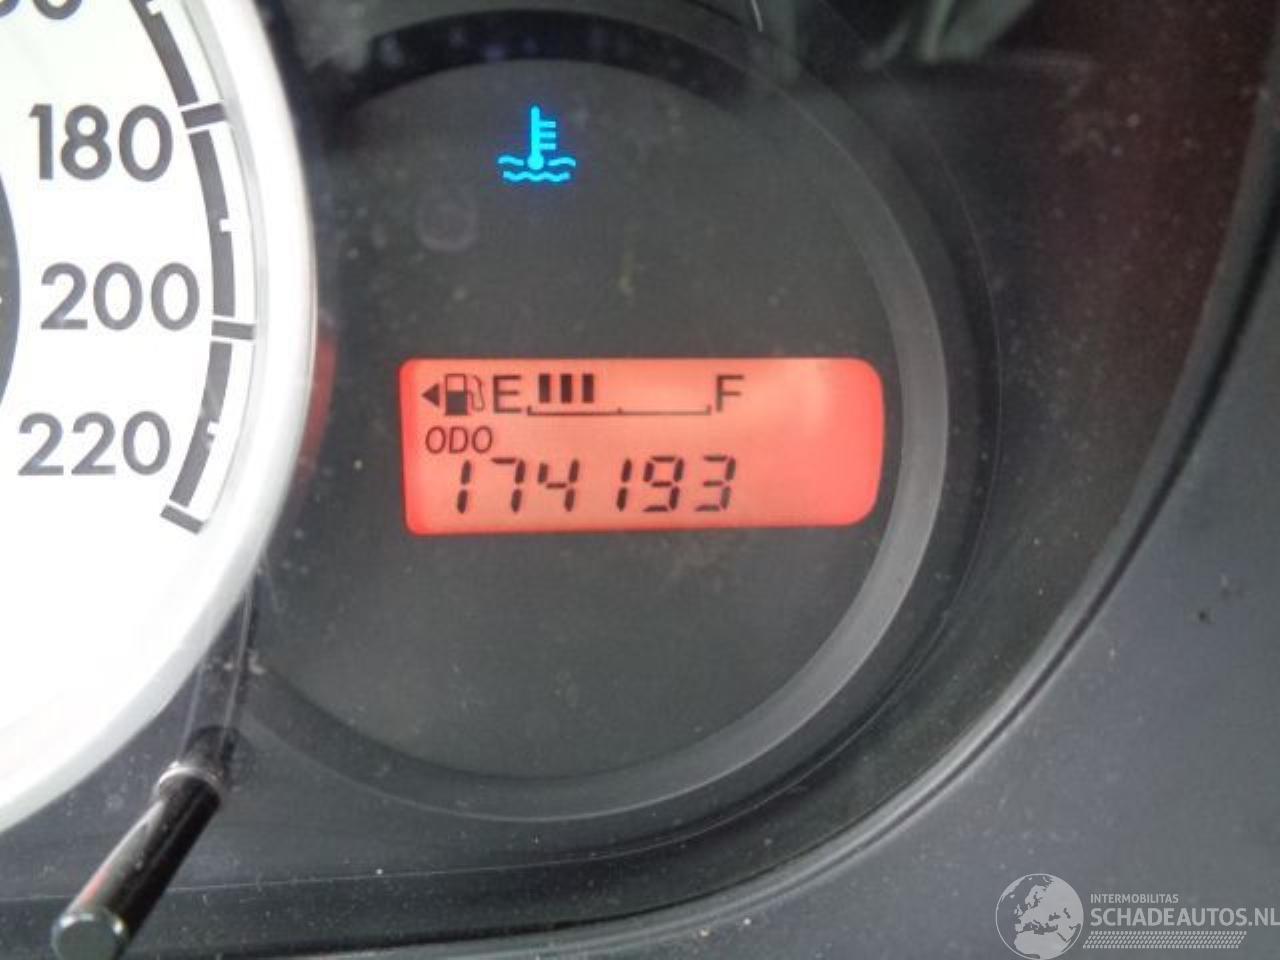 180
200
220
E F
ODO
174193
INTERMOBILITAS
SCHADEAUTOS.NL